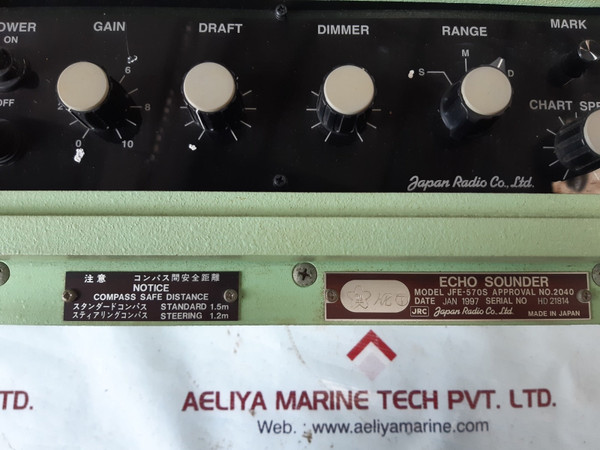 OWER GAIN DRAFT DIMMER RANGE MARK
ON
6
M
S D
2 8
CHART SPE
OFF
0 10
Japan Radio Co., Ltd.
注意 コンパス間安全距離
NOTICE
COMPASS SAFE DISTANCE
スタンダードコンパス STANDARD 1.5m
スティアリングコンパス STEERING 1.2m
ECHO SOUNDER
MODEL JFE-570S APPROVAL NO.2040
DATE JAN 1997 SERIAL NO HD21814
JRC Japan Radio Co., Ltd. MADE IN JAPAN
TD.
AELIYA MARINE TECH PVT. LTD.
Web. : www.aeliyamarine.com